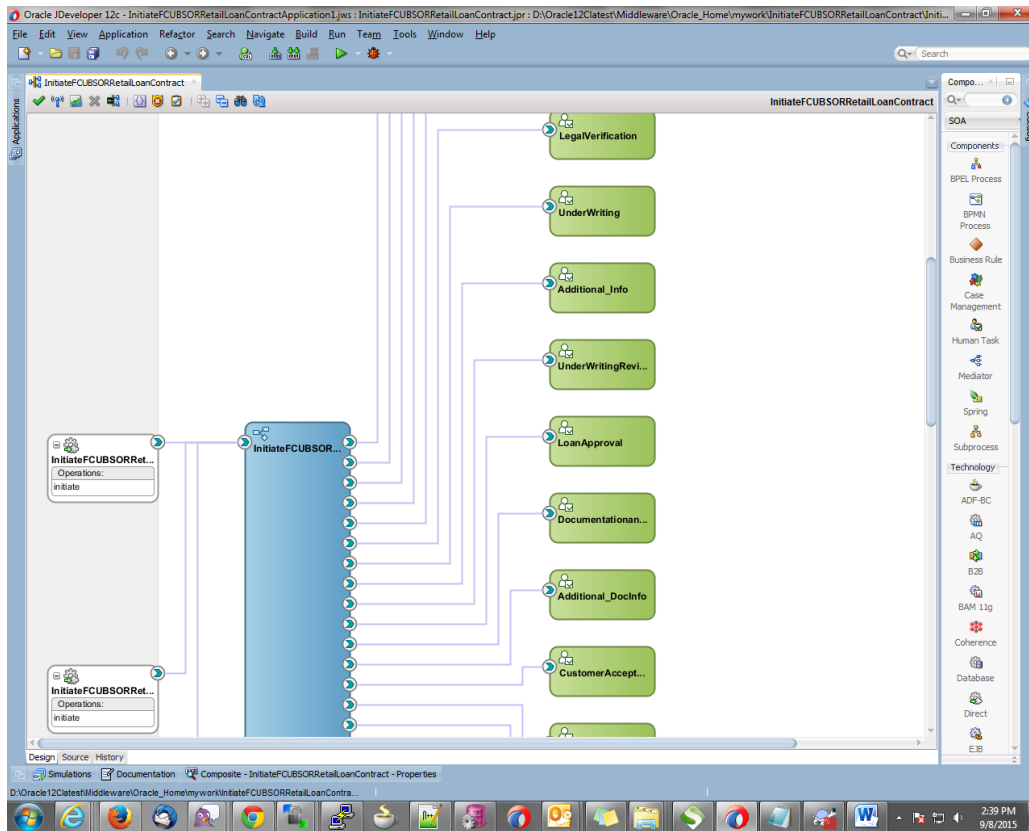 Oracle JDeveloper 12c - InitiateFCUBSORRetailLoanContractApplication1.jws : InitiateFCUBSORRetailLoanContract.jpr : D:\Oracle12Clatest\Middleware\Oracle_Home\mywork\InitiateFCUBSORRetailLoanContract\Initi...
File Edit View Application Refactor Search Navigate Build Run Team Tools Window Help
Search
InitiateFCUBSORRetailLoanContract
Compo...
InitiateFCUBSORRetailLoanContract
Applications
SOA
Components
BPEL Process
BPMN
Process
Business Rule
Case
Management
Human Task
Mediator
Spring
Subprocess
Technology
ADF-BC
AQ
B2B
BAM 11g
Coherence
Database
Direct
EJB
LegalVerification
UnderWriting
Additional_Info
UnderWritingRevi...
LoanApproval
Documentationan...
Additional_DocInfo
CustomerAccept...
InitiateFCUBSORRet...
Operations:
initiate
InitiateFCUBSOR...
InitiateFCUBSORRet...
Operations:
initiate
Design Source History
Simulations Documentation Composite - InitiateFCUBSORRetailLoanContract - Properties
D:\Oracle12Clatest\Middleware\Oracle_Home\mywork\InitiateFCUBSORRetailLoanContra...
2:39 PM
9/8/2015